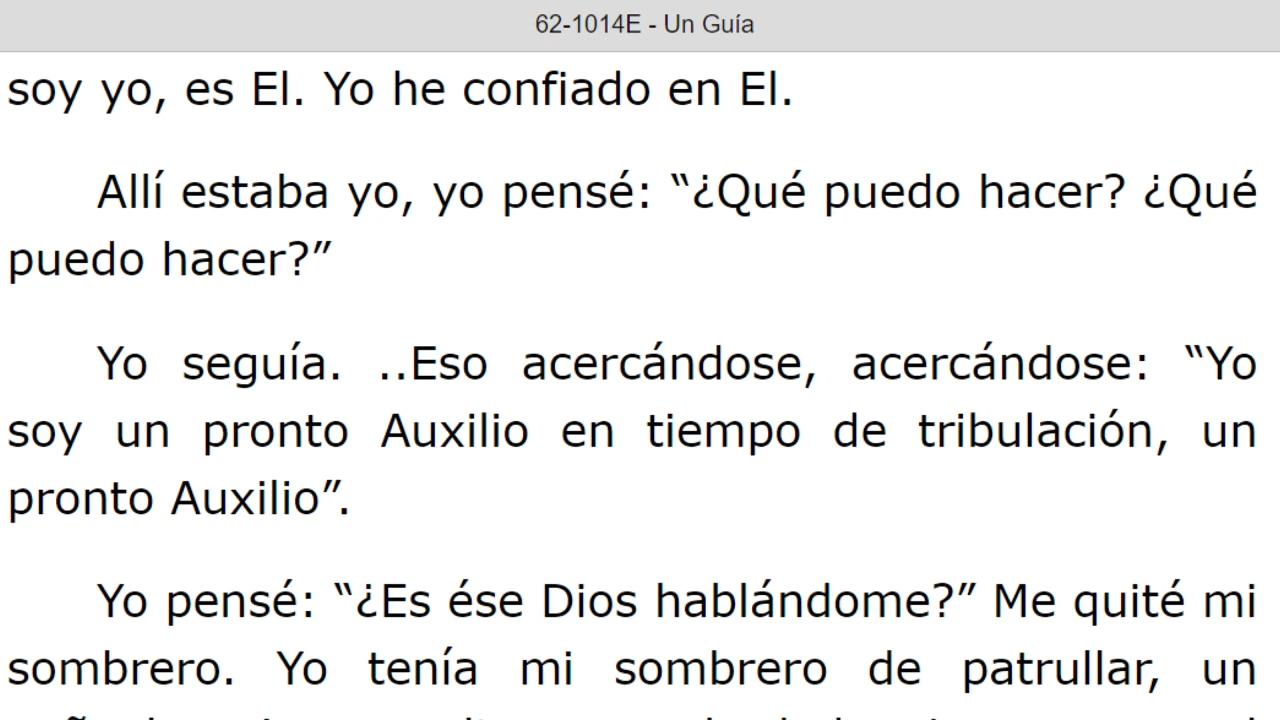 62-1014E - Un Guía
soy yo, es El. Yo he confiado en El.
Allí estaba yo, yo pensé: “¿Qué puedo hacer? ¿Qué
puedo hacer?”
Yo seguía. ..Eso acercándose, acercándose: “Yo
soy un pronto Auxilio en tiempo de tribulación, un
pronto Auxilio”.
Yo pensé: “¿Es ése Dios hablándome?” Me quité mi
sombrero. Yo tenía mi sombrero de patrullar, un